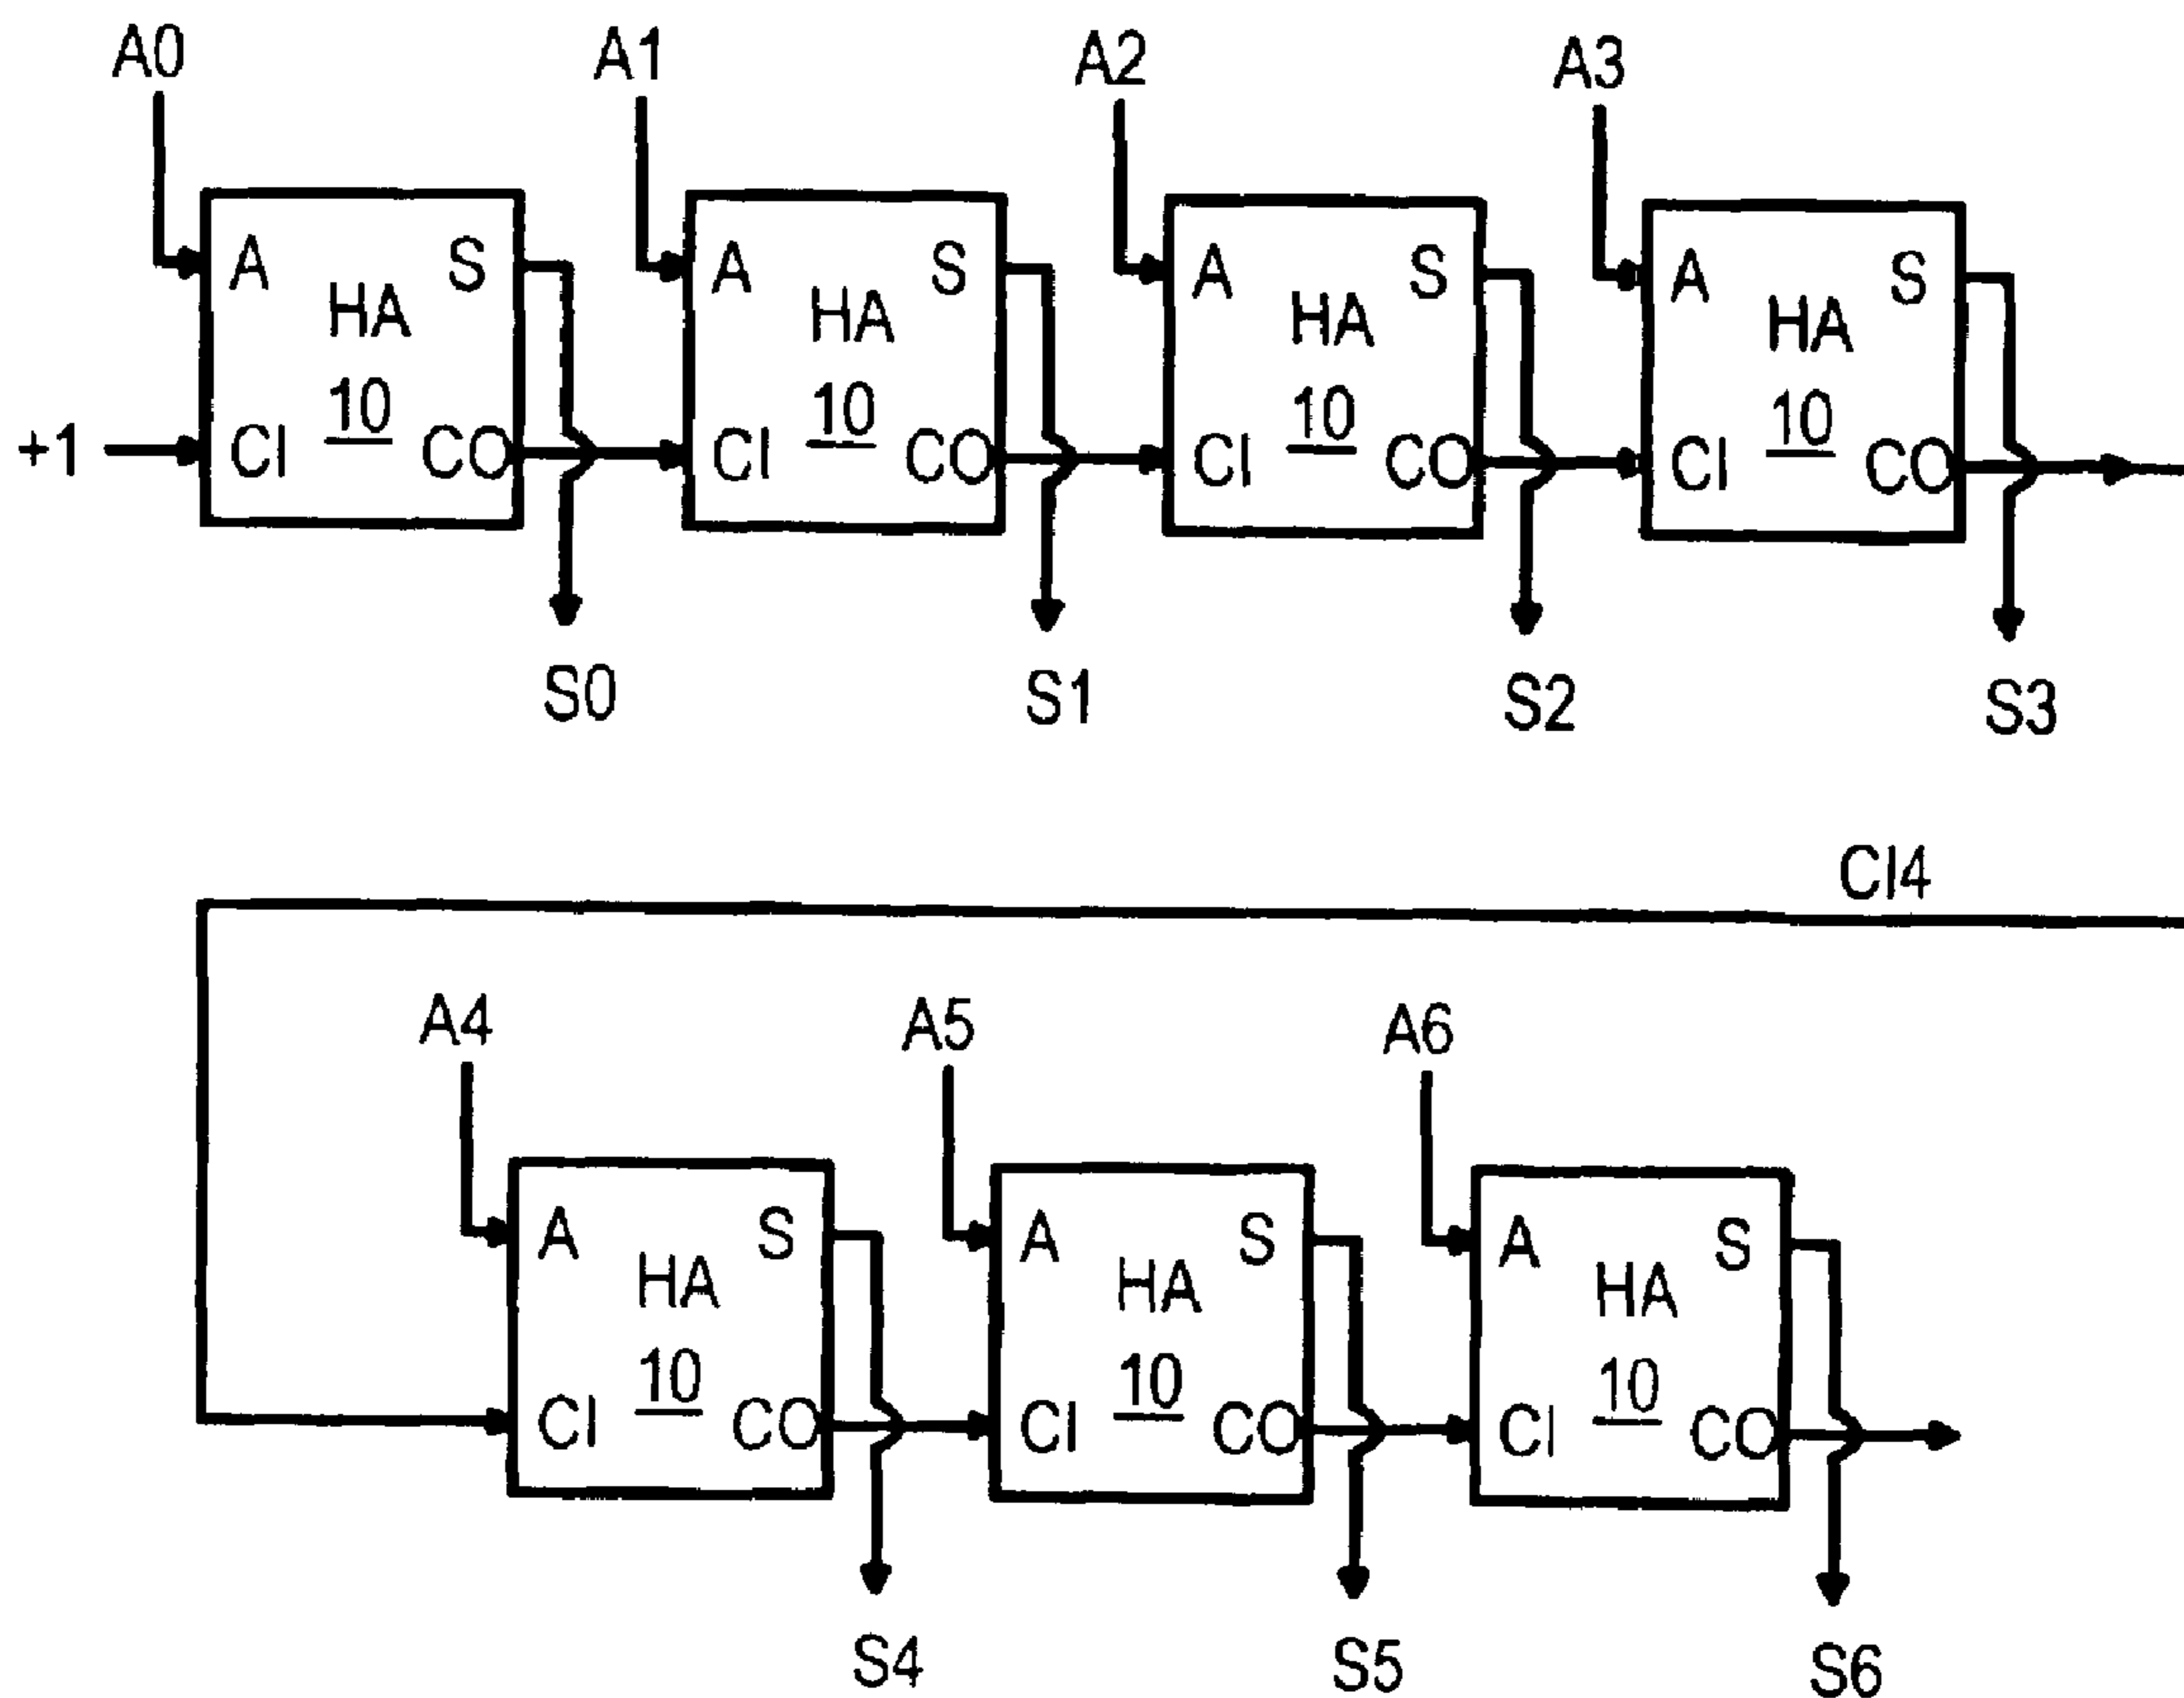 A0 A1 A2 A3
A S A S A S A S
HA HA HA HA
10 10 10 10
+1 CI CO CI CO CI CO CI CO
S0 S1 S2 S3
CI4
A4 A5 A6
A S A S A S
HA HA HA
10 10 10
CI CO CI CO CI CO
S4 S5 S6